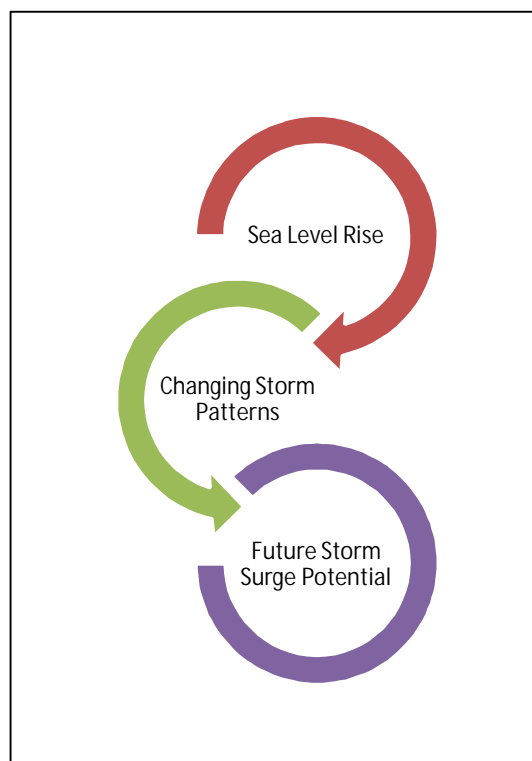 Sea Level Rise
Changing Storm
Patterns
Future Storm
Surge Potential